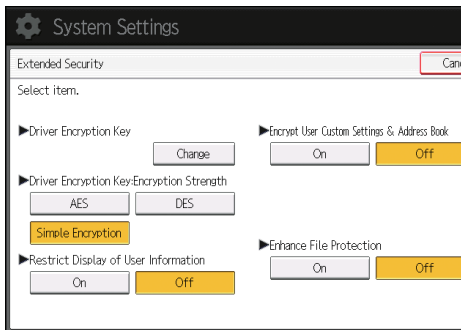 System Settings
Extended Security
Select item.
▶Driver Encryption Key
Change
▶Driver Encryption Key:Encryption Strength
AES
DES
Simple Encryption
▶Restrict Display of User Information
On
Off
▶Encrypt User Custom Settings & Address Book
On
Off
▶Enhance File Protection
On
Off